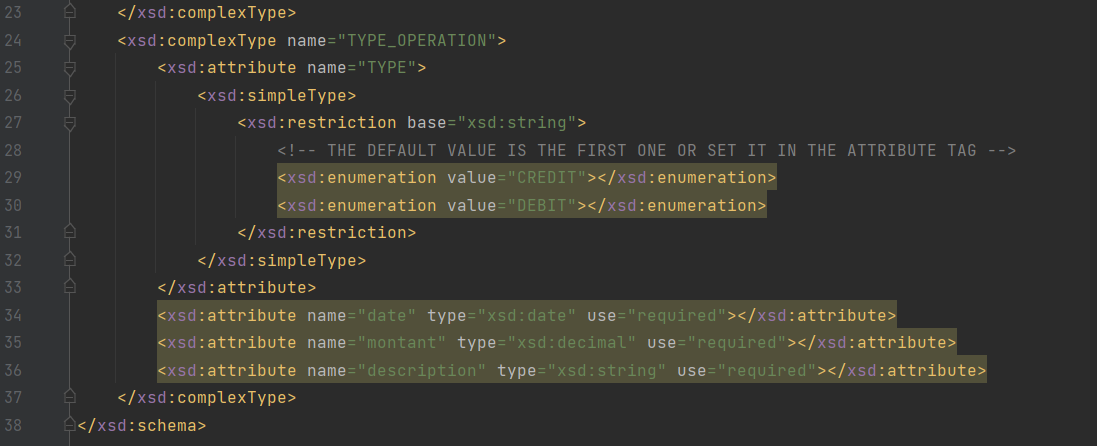 23 </xsd:complexType>
24 <xsd:complexType name="TYPE_OPERATION">
25 <xsd:attribute name="TYPE">
26 <xsd:simpleType>
27 <xsd:restriction base="xsd:string">
28 <!-- THE DEFAULT VALUE IS THE FIRST ONE OR SET IT IN THE ATTRIBUTE TAG -->
29 <xsd:enumeration value="CREDIT"></xsd:enumeration>
30 <xsd:enumeration value="DEBIT"></xsd:enumeration>
31 </xsd:restriction>
32 </xsd:simpleType>
33 </xsd:attribute>
34 <xsd:attribute name="date" type="xsd:date" use="required"></xsd:attribute>
35 <xsd:attribute name="montant" type="xsd:decimal" use="required"></xsd:attribute>
36 <xsd:attribute name="description" type="xsd:string" use="required"></xsd:attribute>
37 </xsd:complexType>
38 </xsd:schema>